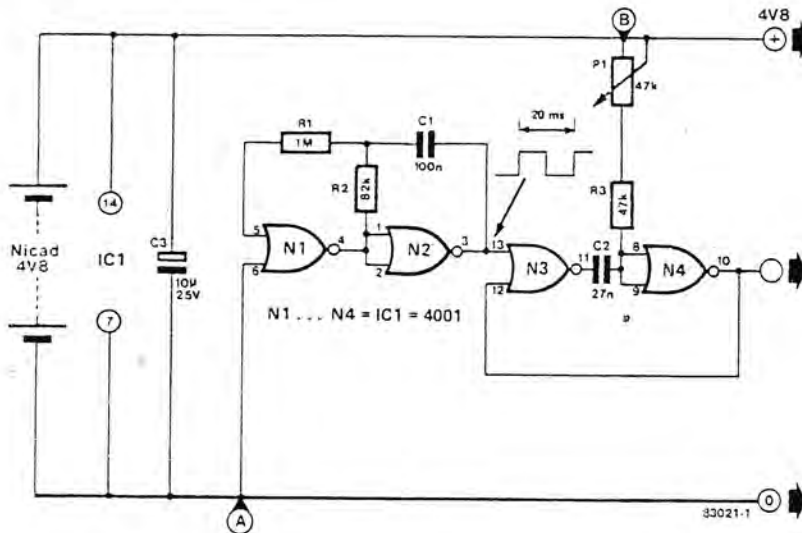 B
4V8
+
P1
47k
20 ms
R1
1M
C1
100n
R2
82k
R3
47k
14
Nicad
4V8
IC1
C3
10µ
25V
7
5
6
N1
4
1
2
N2
3
13
12
N3
11
C2
27n
8
9
N4
10
N1 . . . N4 = IC1 = 4001
A
0
83021-1